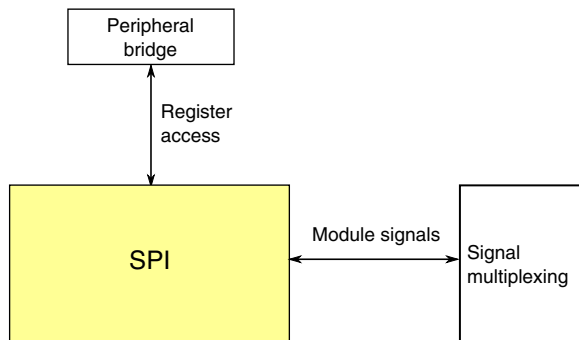 Peripheral
bridge
Register
access
SPI
Module signals
Signal
multiplexing